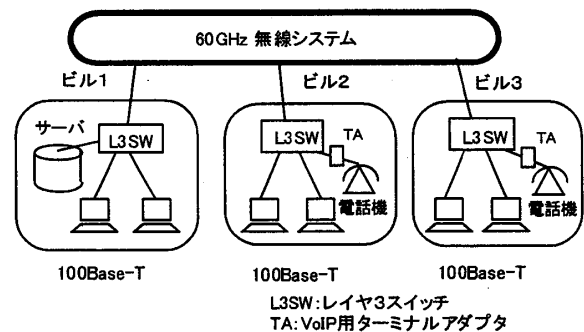 60GHz 無線システム
ビル1
ビル2
ビル3
サーバ
L3SW
L3SW
TA
電話機
L3SW
TA
電話機
100Base-T
100Base-T
100Base-T
L3SW:レイヤ3スイッチ
TA:VoIP用ターミナルアダプタ